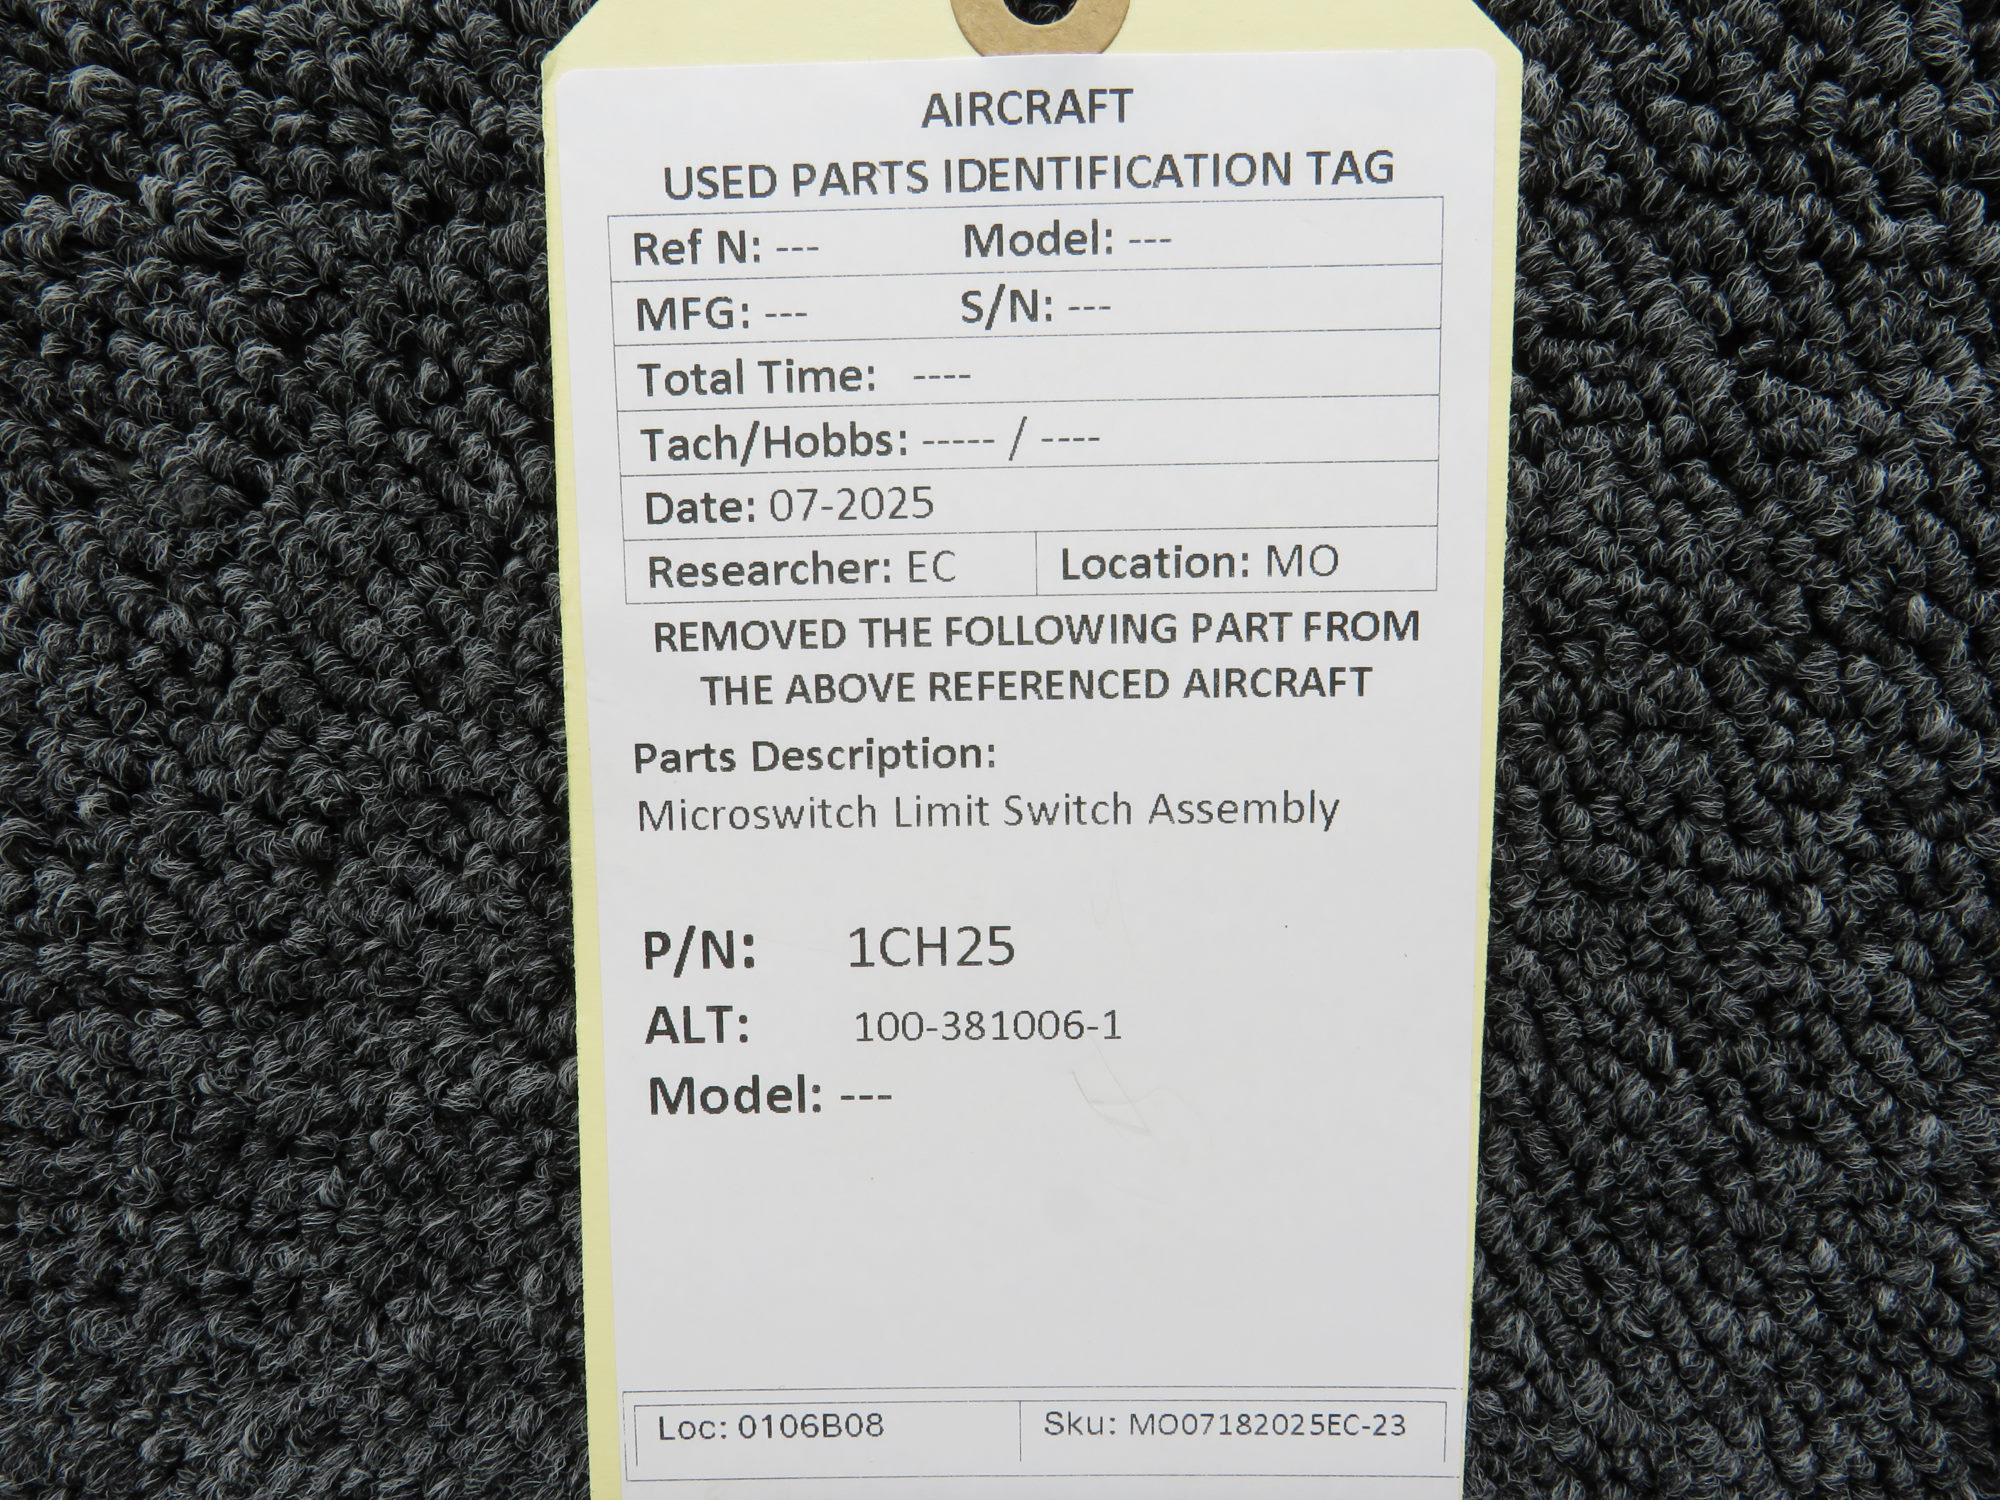 AIRCRAFT
USED PARTS IDENTIFICATION TAG
Ref N: --- Model: ---
MFG: --- S/N: ---
Total Time: ----
Tach/Hobbs: ----- / ----
Date: 07-2025
Researcher: EC Location: MO
REMOVED THE FOLLOWING PART FROM
THE ABOVE REFERENCED AIRCRAFT
Parts Description:
Microswitch Limit Switch Assembly
P/N: 1CH25
ALT: 100-381006-1
Model: ---
Loc: 0106B08 Sku: MO07182025EC-23